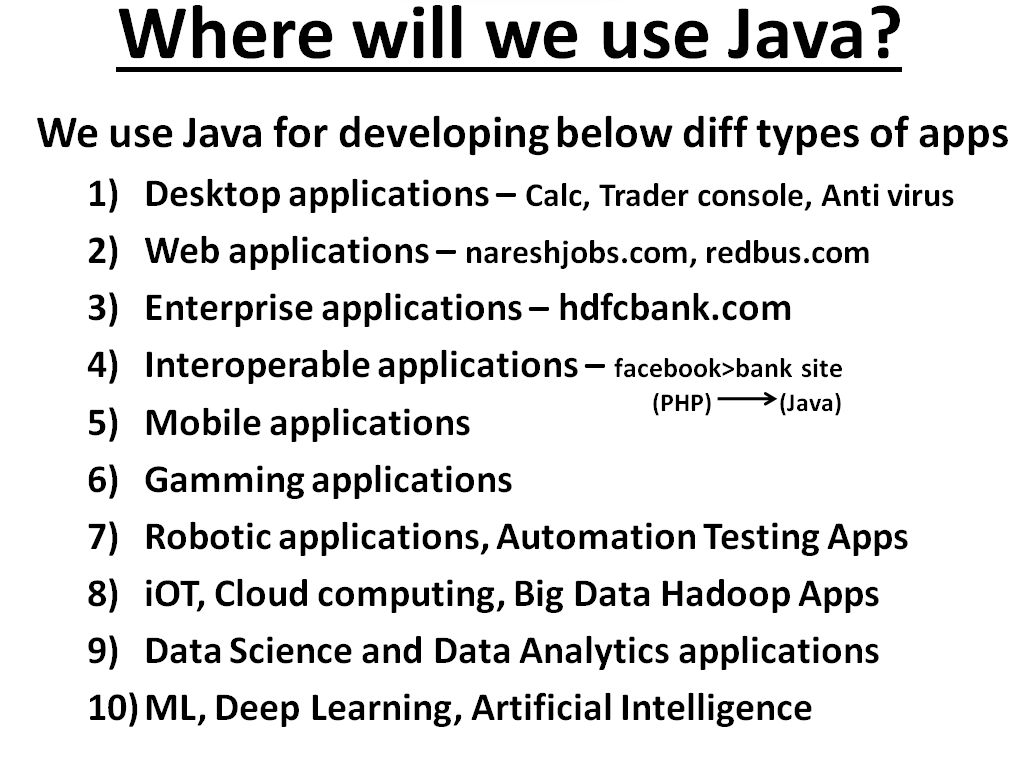 Where will we use Java?
We use Java for developing below diff types of apps
1) Desktop applications – Calc, Trader console, Anti virus
2) Web applications – nareshjobs.com, redbus.com
3) Enterprise applications – hdfcbank.com
4) Interoperable applications – facebook>bank site
(PHP) ⟶ (Java)
5) Mobile applications
6) Gamming applications
7) Robotic applications, Automation Testing Apps
8) iOT, Cloud computing, Big Data Hadoop Apps
9) Data Science and Data Analytics applications
10) ML, Deep Learning, Artificial Intelligence